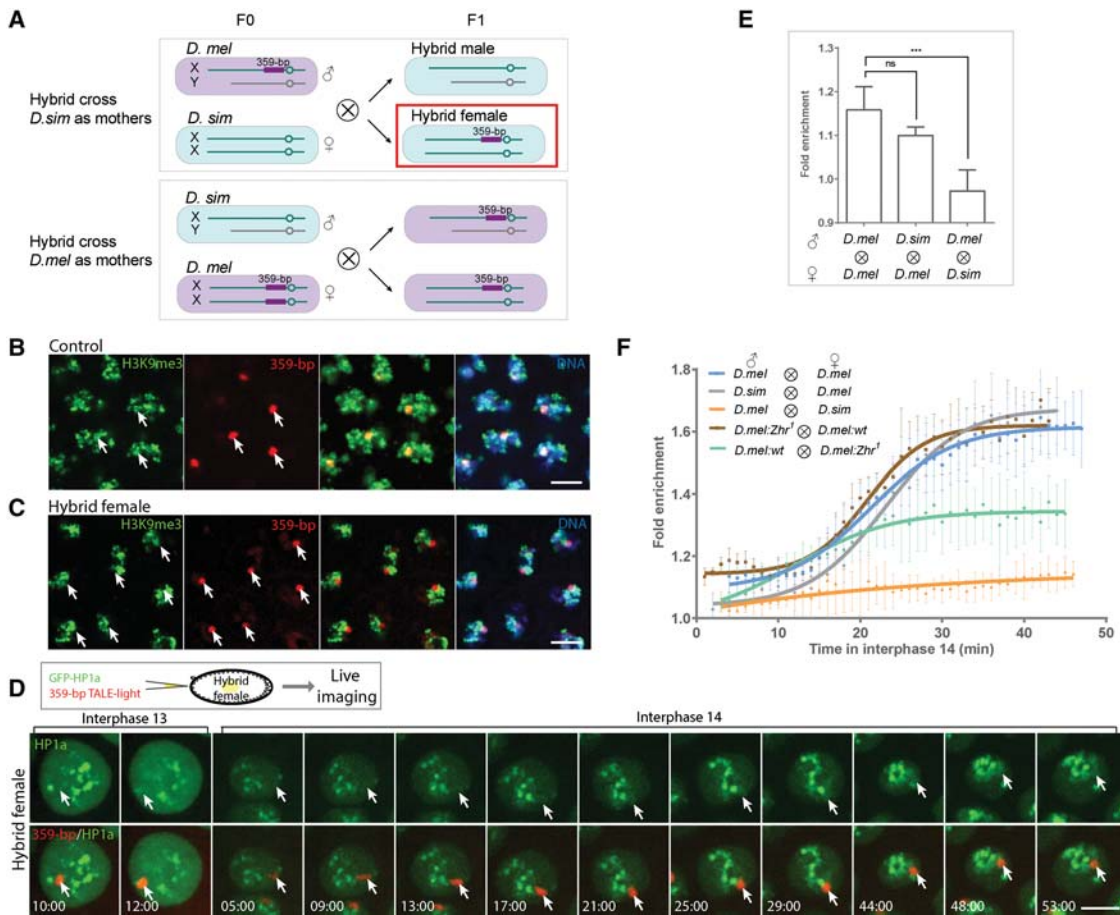 A
F0
F1
Hybrid cross
D.sim as mothers
D. mel
359-bp
X
Y
♂
D. sim
X
X
♀
Hybrid male
Hybrid female
359-bp
Hybrid cross
D.mel as mothers
D. sim
X
Y
♂
D. mel
359-bp
X
X
♀
359-bp
359-bp
B
Control
H3K9me3
359-bp
DNA
C
Hybrid female
H3K9me3
359-bp
DNA
D
GFP-HP1a
359-bp TALE-light
Hybrid
female
Live
imaging
Interphase 13
Interphase 14
Hybrid female
HP1a
359-bp/HP1a
10:00 12:00 05:00 09:00 13:00 17:00 21:00 25:00 29:00 44:00 48:00 53:00
E
Fold enrichment
1.3
1.2
1.1
1.0
0.9
***
ns
♂ D.mel D.sim D.mel
⊗ ⊗ ⊗
♀ D.mel D.mel D.sim
F
Fold enrichment
1.8
1.6
1.4
1.2
1.0
♂ ♀
D.mel ⊗ D.mel
D.sim ⊗ D.mel
D.mel ⊗ D.sim
D.mel:Zhr¹ ⊗ D.mel:wt
D.mel:wt ⊗ D.mel:Zhr¹
0 10 20 30 40 50
Time in interphase 14 (min)